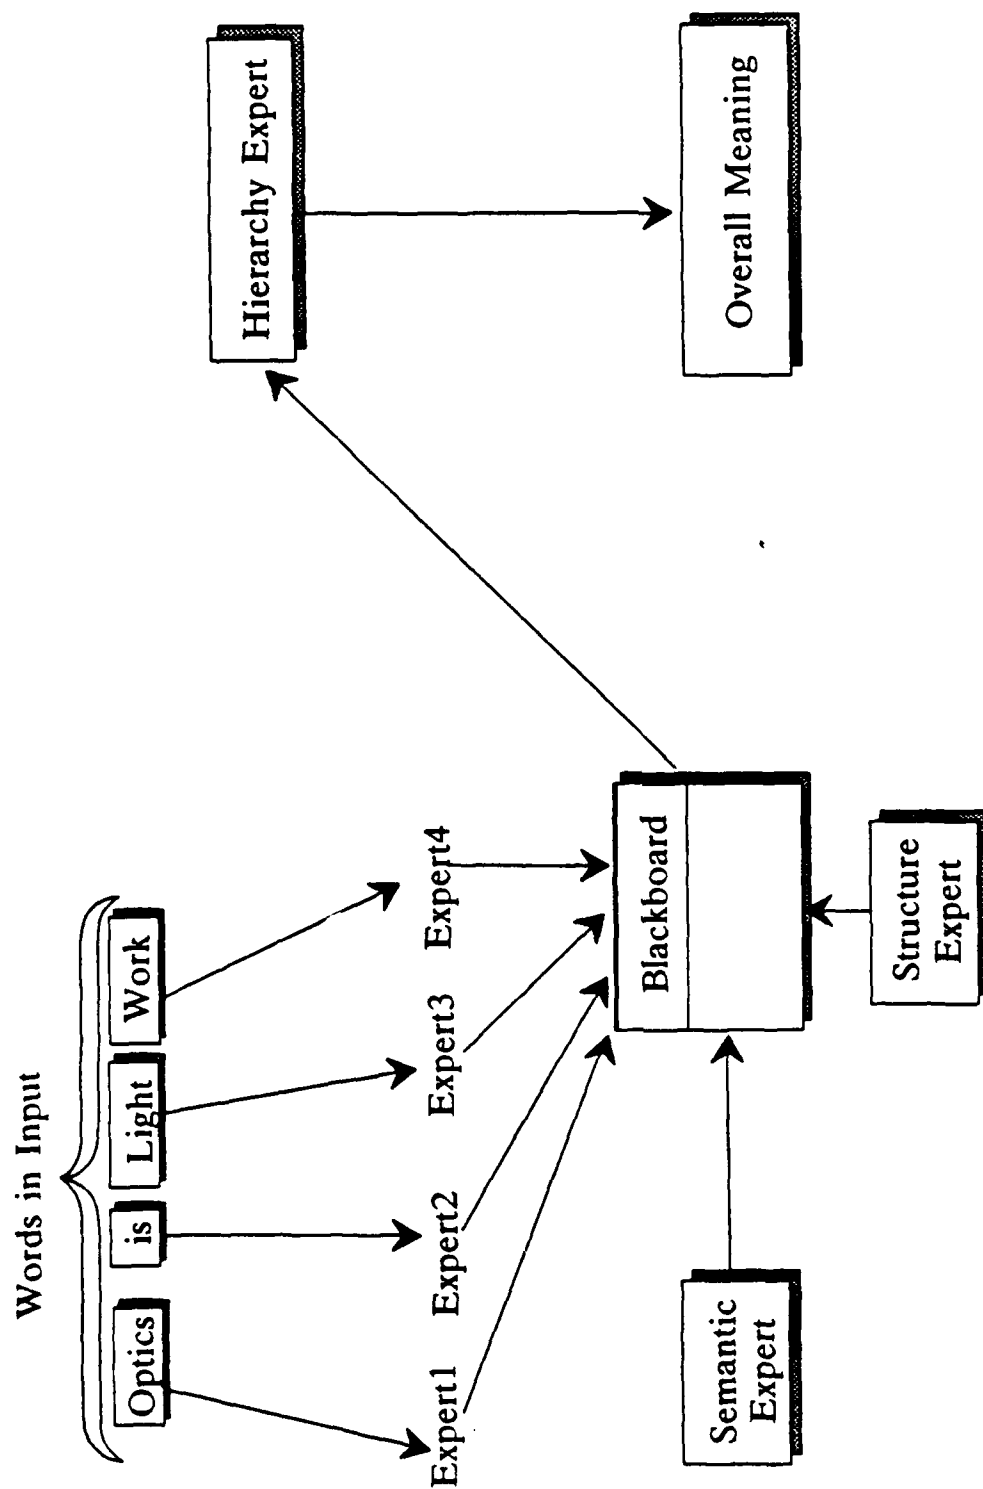 Words in Input
Optics
is
Light
Work
Expert1
Expert2
Expert3
Expert4
Hierarchy Expert
Blackboard
Semantic
Expert
Structure
Expert
Overall Meaning